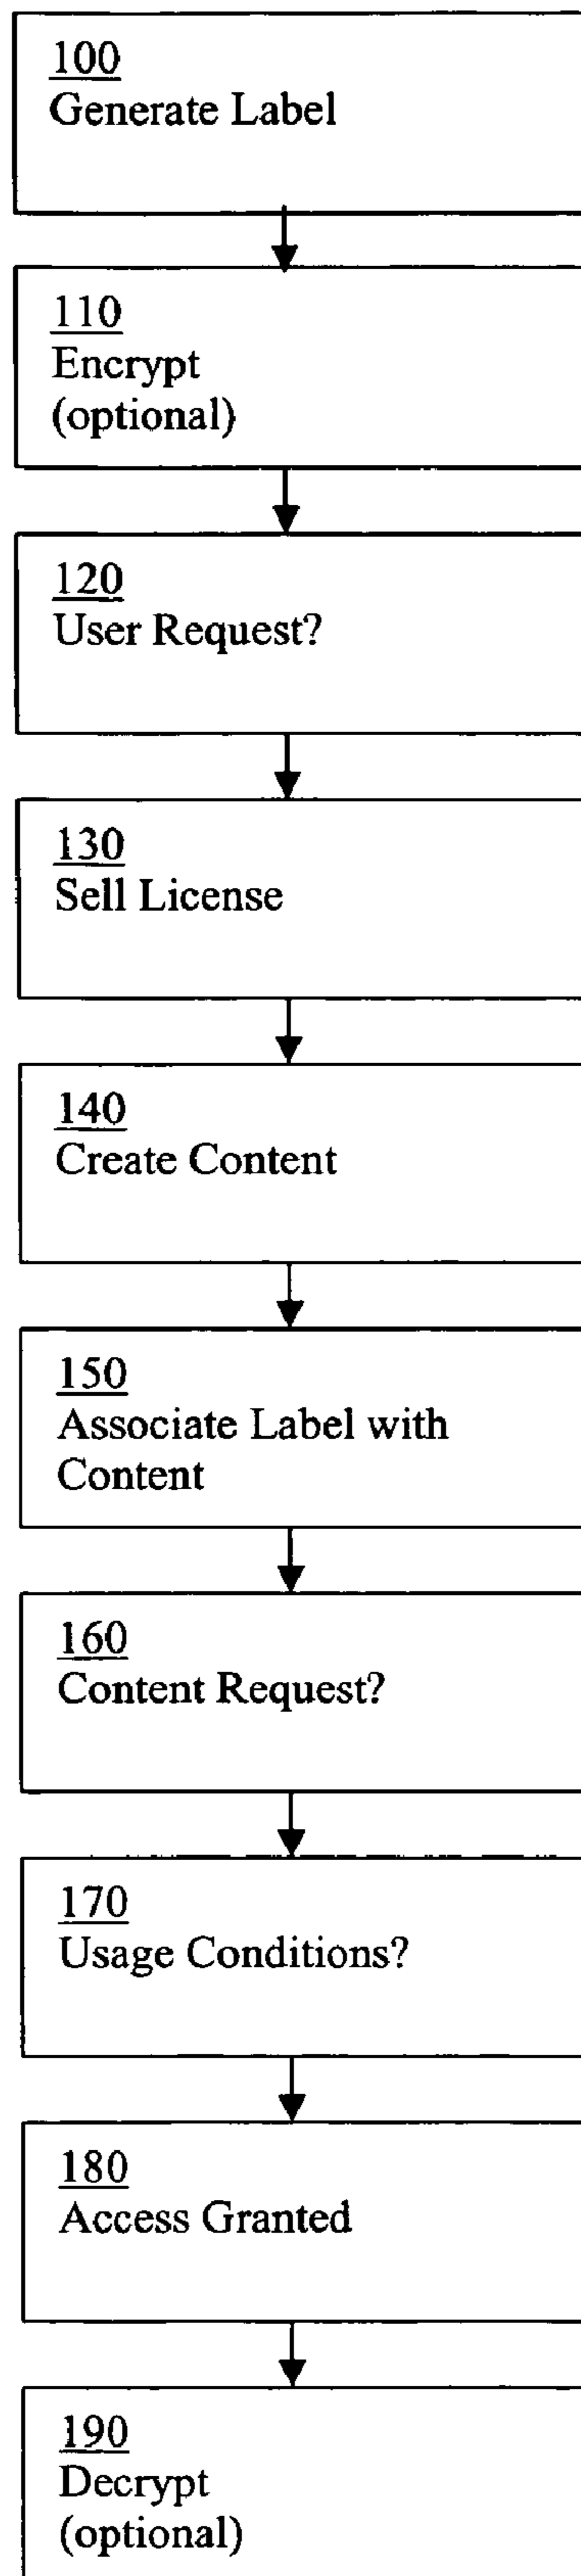 100
Generate Label
110
Encrypt
(optional)
120
User Request?
130
Sell License
140
Create Content
150
Associate Label with
Content
160
Content Request?
170
Usage Conditions?
180
Access Granted
190
Decrypt
(optional)